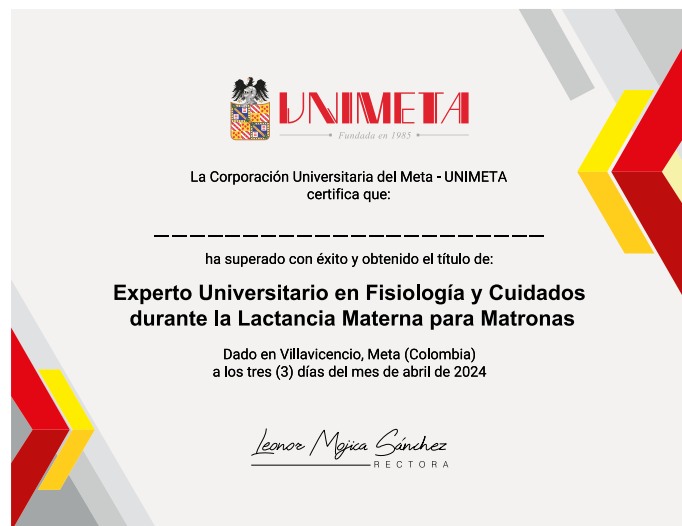 UNIMETA
Fundada en 1985
La Corporación Universitaria del Meta - UNIMETA
certifica que:
ha superado con éxito y obtenido el título de:
Experto Universitario en Fisiología y Cuidados
durante la Lactancia Materna para Matronas
Dado en Villavicencio, Meta (Colombia)
a los tres (3) días del mes de abril de 2024
Leonor Mojica Sánchez
RECTORA